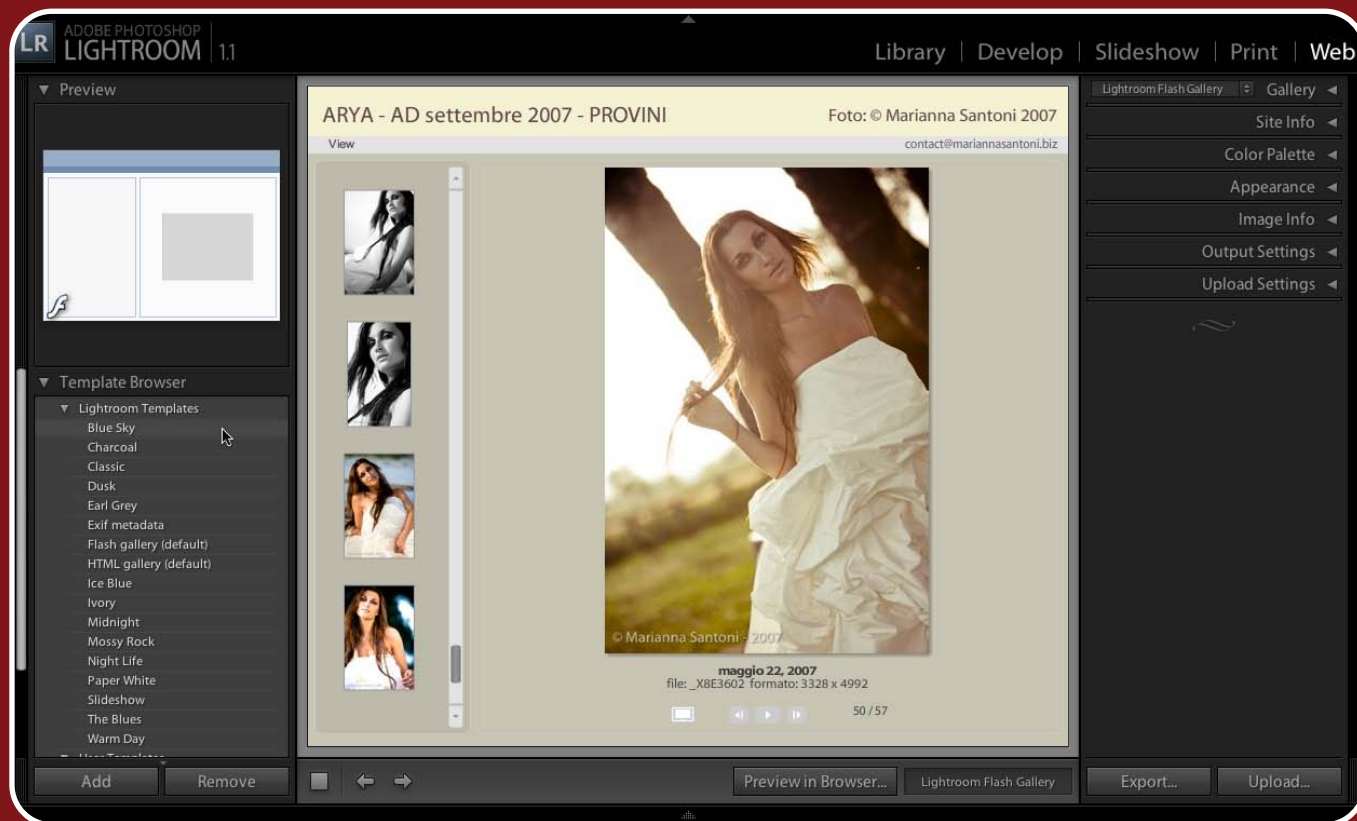 LR
ADOBE PHOTOSHOP
LIGHTROOM 1.1
Library Develop Slideshow Print Web
Preview
Template Browser
Lightroom Templates
Blue Sky
Charcoal
Classic
Dusk
Earl Grey
Exif metadata
Flash gallery (default)
HTML gallery (default)
Ice Blue
Ivory
Midnight
Mossy Rock
Night Life
Paper White
Slideshow
The Blues
Warm Day
User Templates
Add Remove
ARYA - AD settembre 2007 - PROVINI Foto: © Marianna Santoni 2007
View contact@mariannasantoni.biz
© Marianna Santoni - 2007
maggio 22, 2007
file: _X8E3602 formato: 3328 x 4992
50 / 57
Preview in Browser... Lightroom Flash Gallery
Lightroom Flash Gallery Gallery
Site Info
Color Palette
Appearance
Image Info
Output Settings
Upload Settings
Export... Upload...